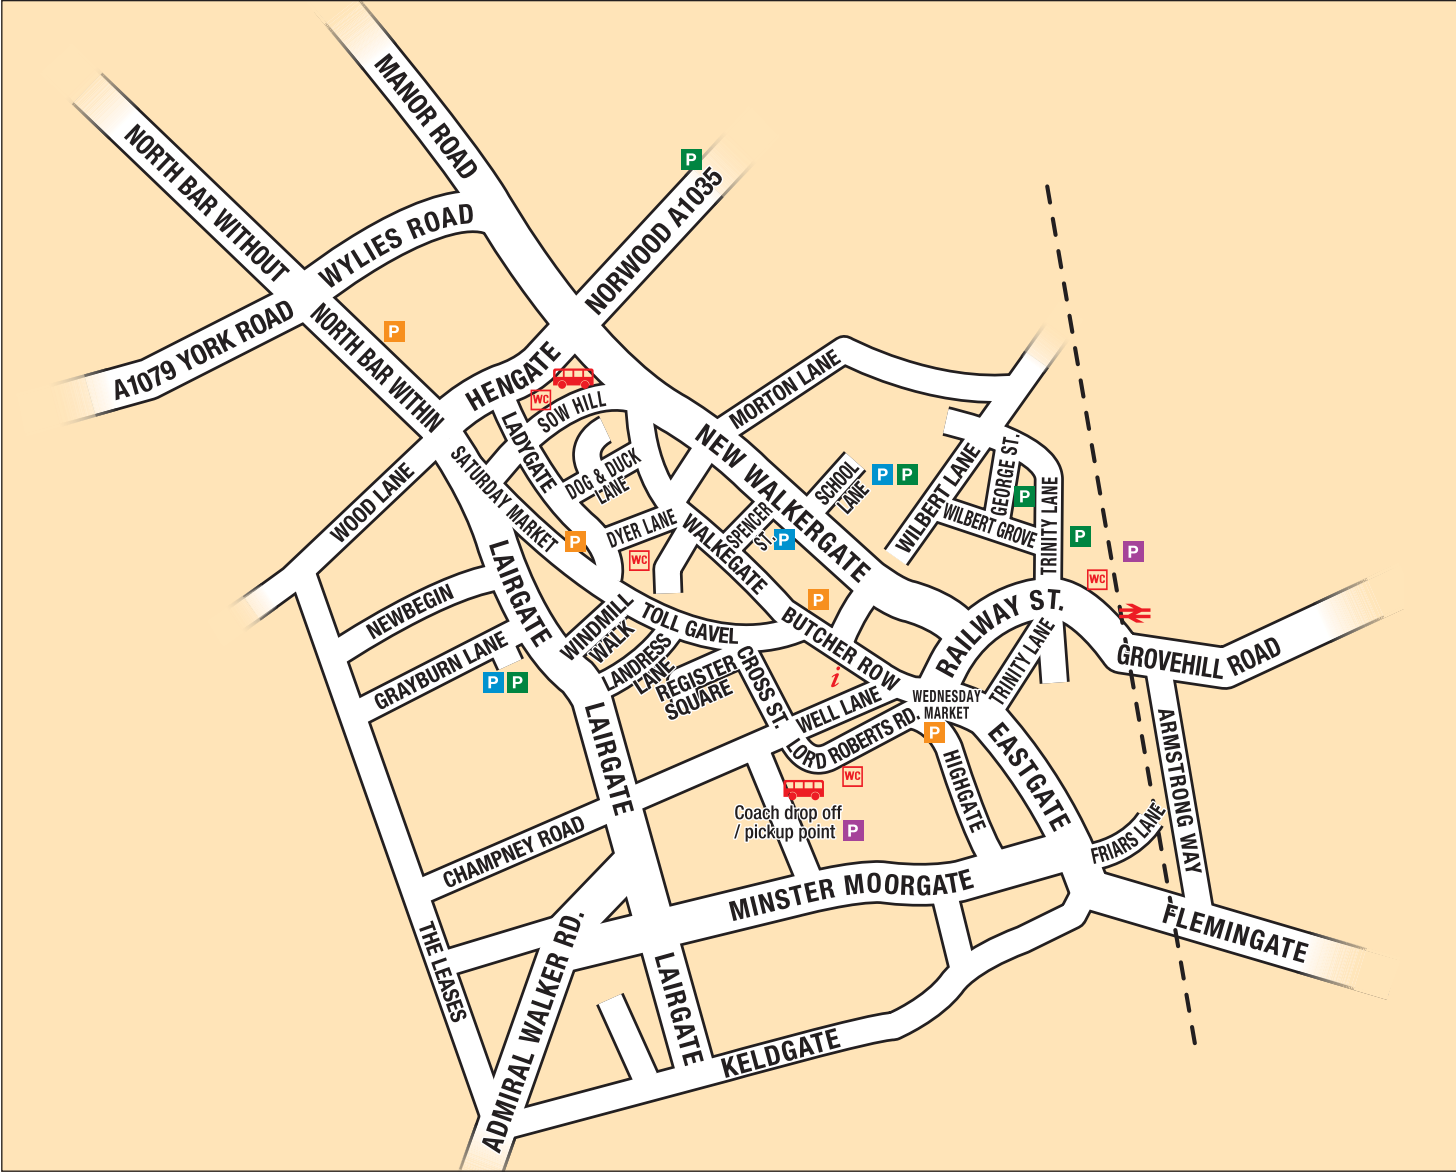 MANOR ROAD
NORTH BAR WITHOUT
P
NORWOOD A1035
WYLIES ROAD
A1079 YORK ROAD
NORTH BAR WITHIN
P
HENGATE
WC
SOW HILL
LADYGATE
MORTON LANE
DOG & DUCK
LANE
SATURDAY MARKET
WOOD LANE
NEW WALKERGATE
SCHOOL
LANE
P
P
WILBERT LANE
GEORGE ST.
P
WILBERT GROVE
TRINITY LANE
P
P
WC
DYER LANE
P
WC
WALKEGATE
SPENCER
ST.
P
P
LAIRGATE
NEWBEGIN
GRAYBURN LANE
P
P
WINDMILL
WALK
TOLL GAVEL
LANDRESS
LANE
REGISTER
SQUARE
CROSS ST.
BUTCHER ROW
i
RAILWAY ST.
TRINITY LANE
GROVEHILL ROAD
WEDNESDAY
MARKET
P
WELL LANE
LORD ROBERTS RD.
WC
LAIRGATE
Coach drop off
/ pickup point
P
HIGHGATE
EASTGATE
ARMSTRONG WAY
FRIARS LANE
CHAMPNEY ROAD
MINSTER MOORGATE
FLEMINGATE
THE LEASES
ADMIRAL WALKER RD.
LAIRGATE
KELDGATE